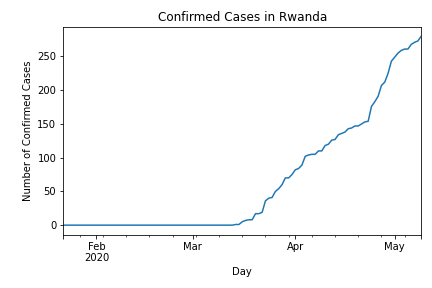 Confirmed Cases in Rwanda
Number of Confirmed Cases
250
200
150
100
50
0
Feb
2020
Mar
Apr
May
Day